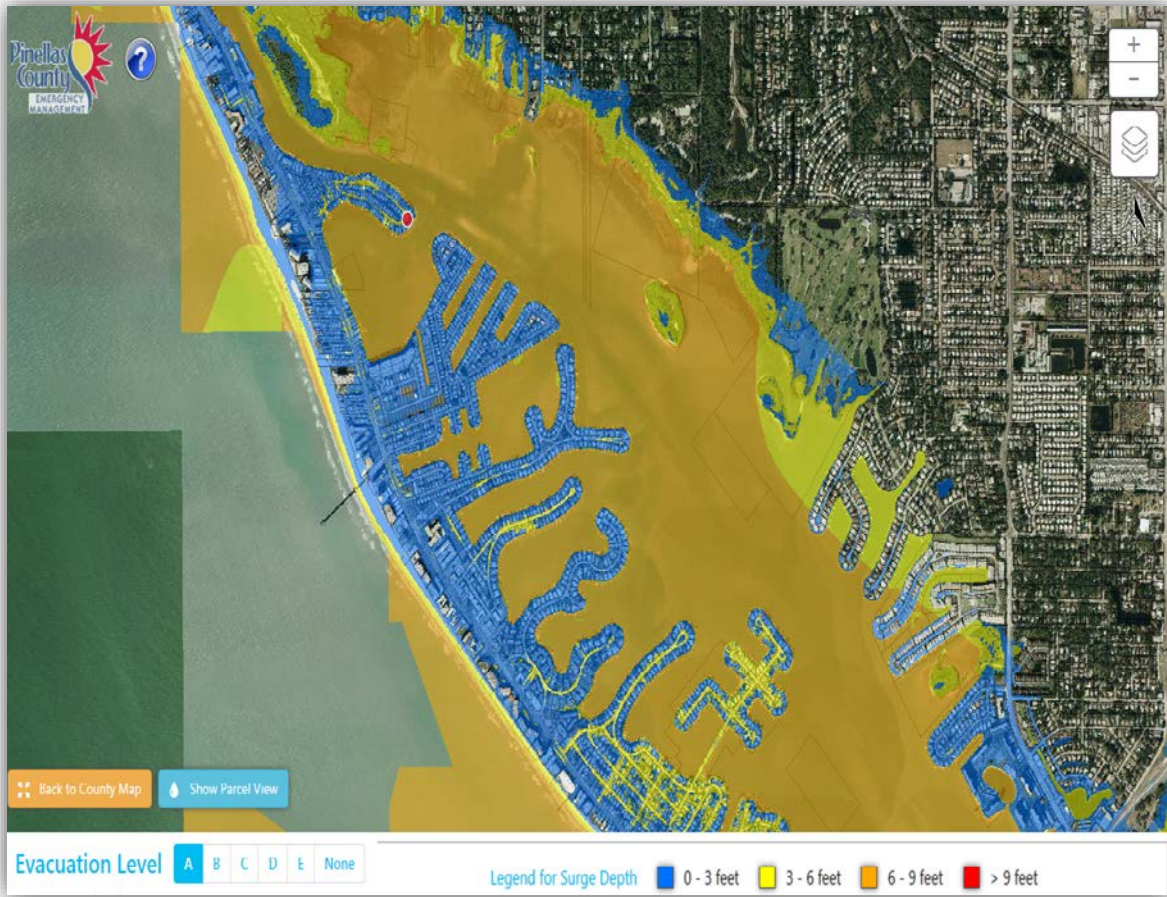 Pinellas
County
EMERGENCY
MANAGEMENT
?
+
-
Back to County Map
Show Parcel View
Evacuation Level A B C D E None
Legend for Surge Depth 0 - 3 feet 3 - 6 feet 6 - 9 feet > 9 feet